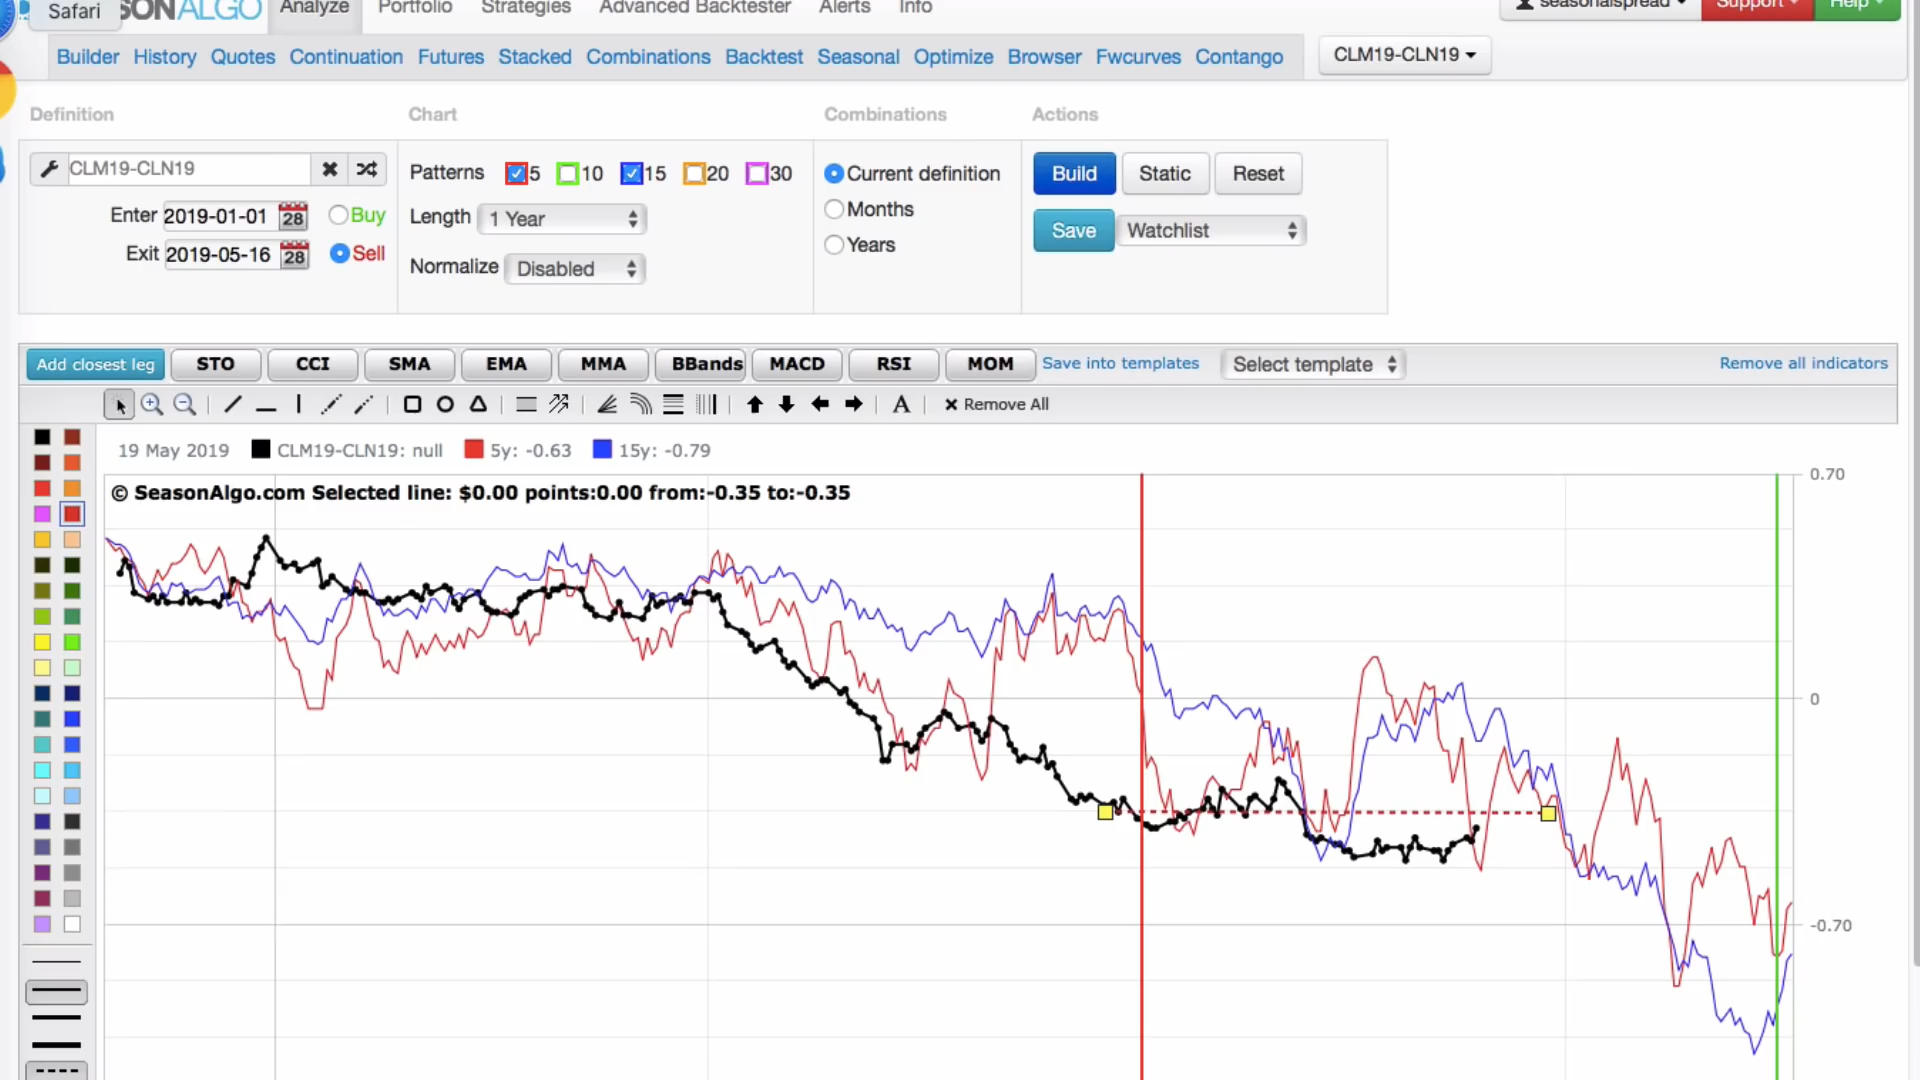 Safari
SONALGO
Analyze Portfolio Strategies Advanced Backtester Alerts Info
seasonalspread Support Help
Builder History Quotes Continuation Futures Stacked Combinations Backtest Seasonal Optimize Browser Fwcurves Contango CLM19-CLN19
Definition Chart Combinations Actions
CLM19-CLN19
Patterns 5 10 15 20 30
Current definition
Build Static Reset
Enter 2019-01-01 28 Buy
Length 1 Year
Months
Save Watchlist
Exit 2019-05-16 28 Sell
Normalize Disabled
Years
Add closest leg STO CCI SMA EMA MMA BBands MACD RSI MOM Save into templates Select template Remove all indicators
A Remove All
19 May 2019 CLM19-CLN19: null 5y: -0.63 15y: -0.79
0.70
© SeasonAlgo.com Selected line: $0.00 points:0.00 from:-0.35 to:-0.35
0
-0.70